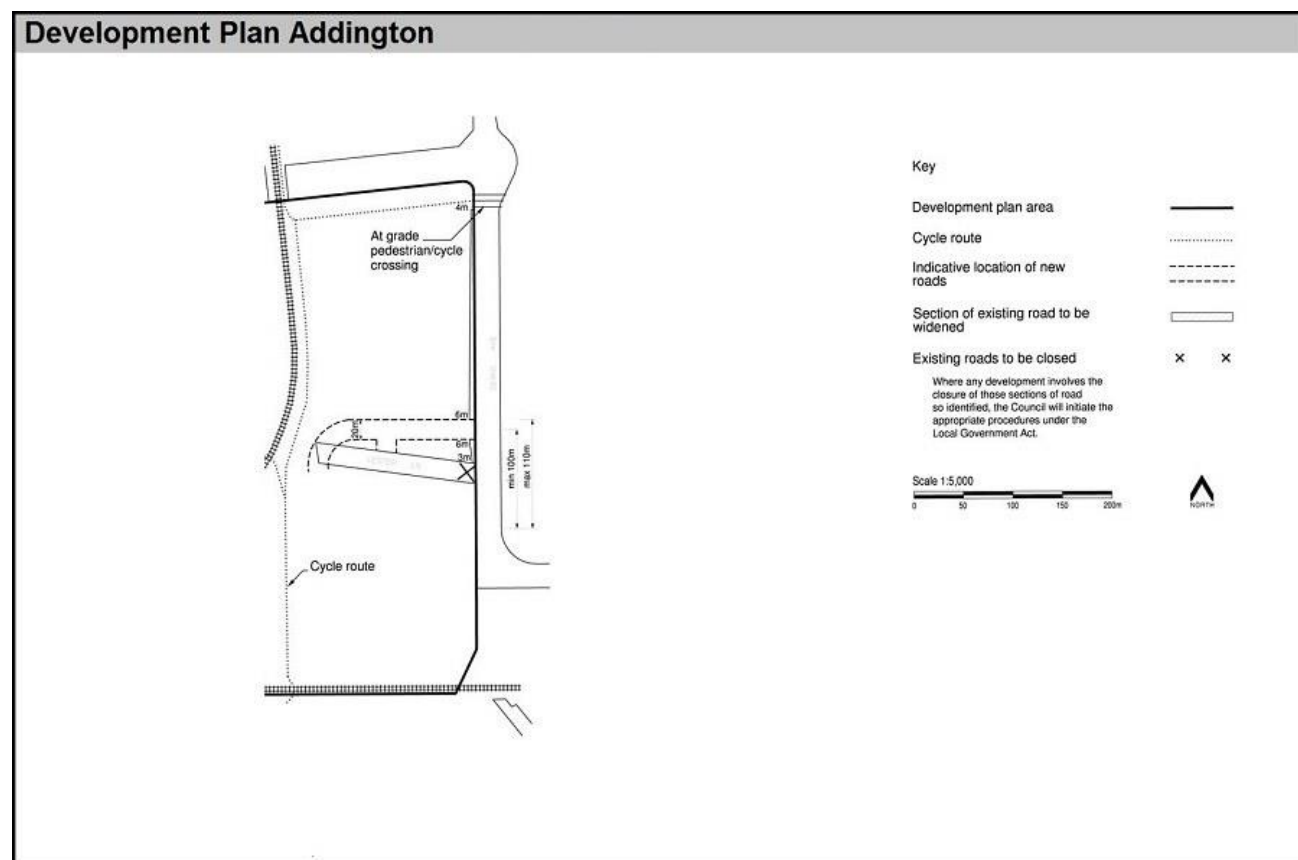 Development Plan Addington
4m
At grade
pedestrian/cycle
crossing
6m
20m
6m
3m
min 100m
max 110m
Cycle route
Key
Development plan area
Cycle route
Indicative location of new
roads
Section of existing road to be
widened
Existing roads to be closed
Where any development involves the
closure of those sections of road
so identified, the Council will initiate the
appropriate procedures under the
Local Government Act.
Scale 1:5,000
0 50 100 150 200m
NORTH